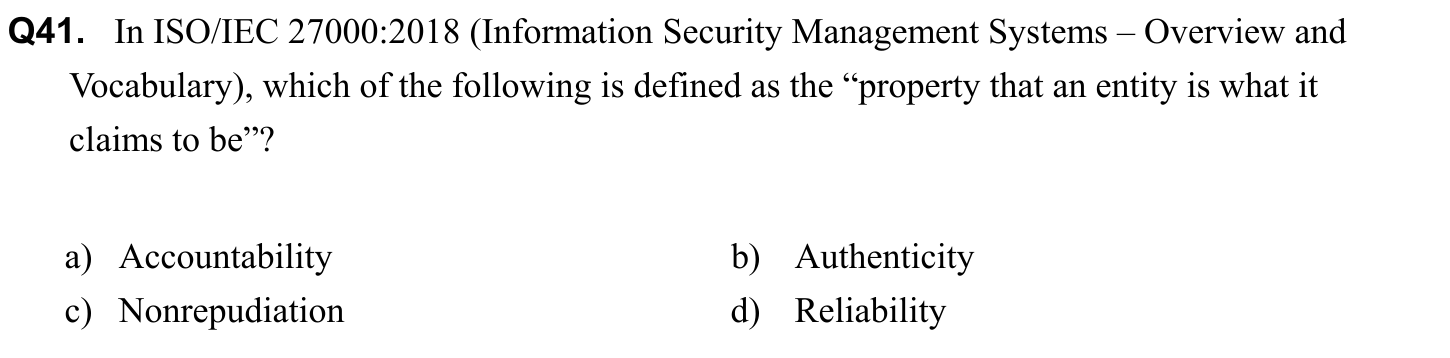 Q41. In ISO/IEC 27000:2018 (Information Security Management Systems – Overview and
Vocabulary), which of the following is defined as the “property that an entity is what it
claims to be”?
a) Accountability b) Authenticity
c) Nonrepudiation d) Reliability